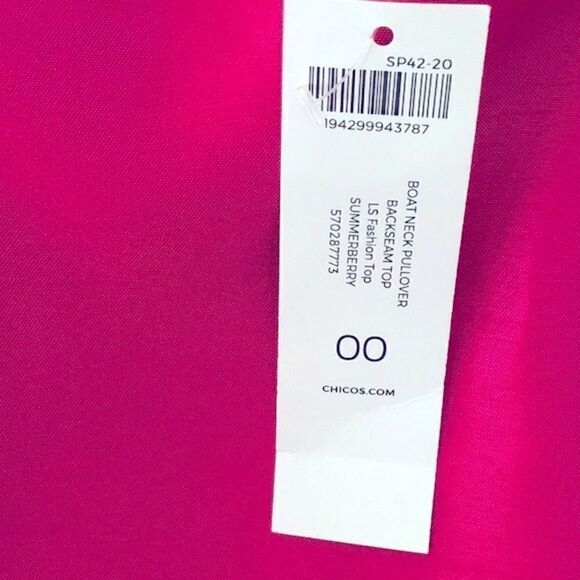 SP42-20
194299943787
BOAT NECK PULLOVER
BACKSEAM TOP
LS Fashion Top
SUMMERBERRY
570287773
00
CHICOS.COM